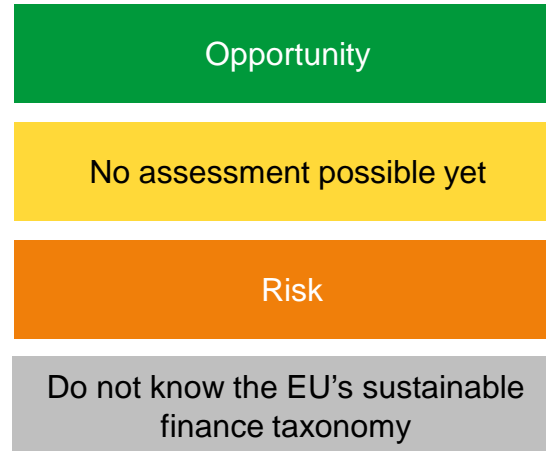 Opportunity
No assessment possible yet
Risk
Do not know the EU’s sustainable
finance taxonomy